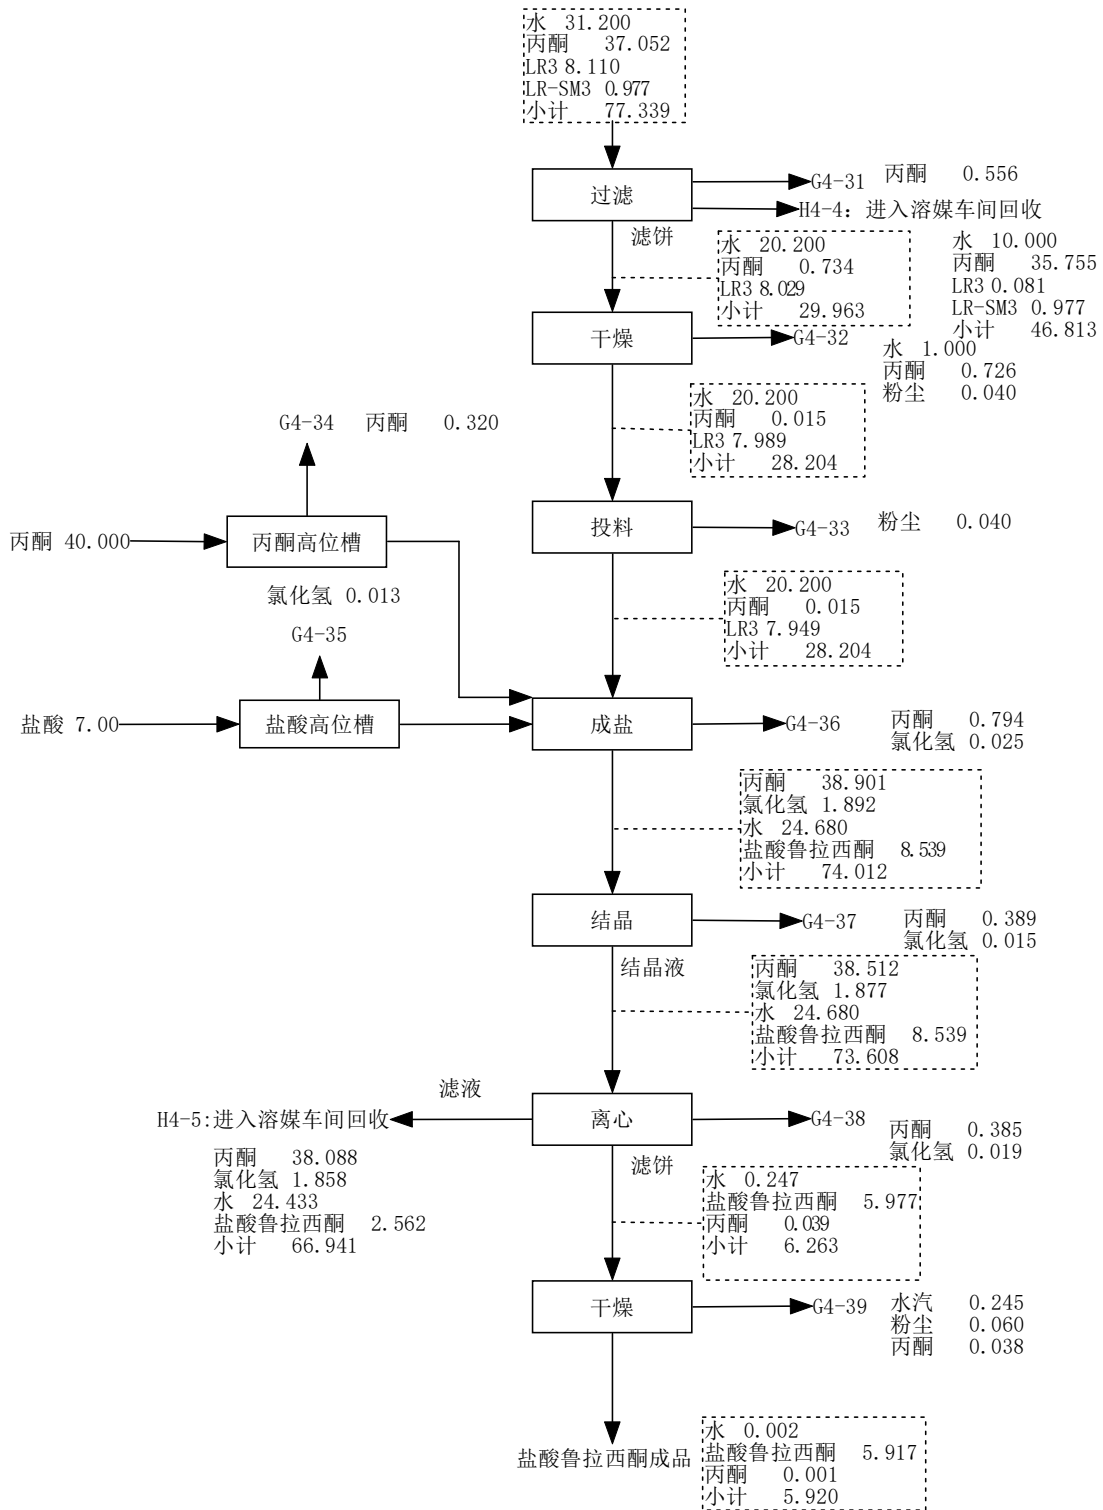 水 31.200
丙酮 37.052
LR3 8.110
LR-SM3 0.977
小计 77.339
过滤
G4-31 丙酮 0.556
H4-4：进入溶媒车间回收
水 10.000
丙酮 35.755
LR3 0.081
LR-SM3 0.977
小计 46.813
滤饼
水 20.200
丙酮 0.734
LR3 8.029
小计 29.963
干燥
G4-32
水 1.000
丙酮 0.726
粉尘 0.040
水 20.200
丙酮 0.015
LR3 7.989
小计 28.204
G4-34 丙酮 0.320
丙酮 40.000
丙酮高位槽
投料
G4-33 粉尘 0.040
水 20.200
丙酮 0.015
LR3 7.949
小计 28.204
氯化氢 0.013
G4-35
盐酸 7.00
盐酸高位槽
成盐
G4-36
丙酮 0.794
氯化氢 0.025
丙酮 38.901
氯化氢 1.892
水 24.680
盐酸鲁拉西酮 8.539
小计 74.012
结晶
G4-37
丙酮 0.389
氯化氢 0.015
结晶液
丙酮 38.512
氯化氢 1.877
水 24.680
盐酸鲁拉西酮 8.539
小计 73.608
滤液
H4-5:进入溶媒车间回收
丙酮 38.088
氯化氢 1.858
水 24.433
盐酸鲁拉西酮 2.562
小计 66.941
离心
G4-38
丙酮 0.385
氯化氢 0.019
滤饼
水 0.247
盐酸鲁拉西酮 5.977
丙酮 0.039
小计 6.263
干燥
G4-39
水汽 0.245
粉尘 0.060
丙酮 0.038
盐酸鲁拉西酮成品
水 0.002
盐酸鲁拉西酮 5.917
丙酮 0.001
小计 5.920